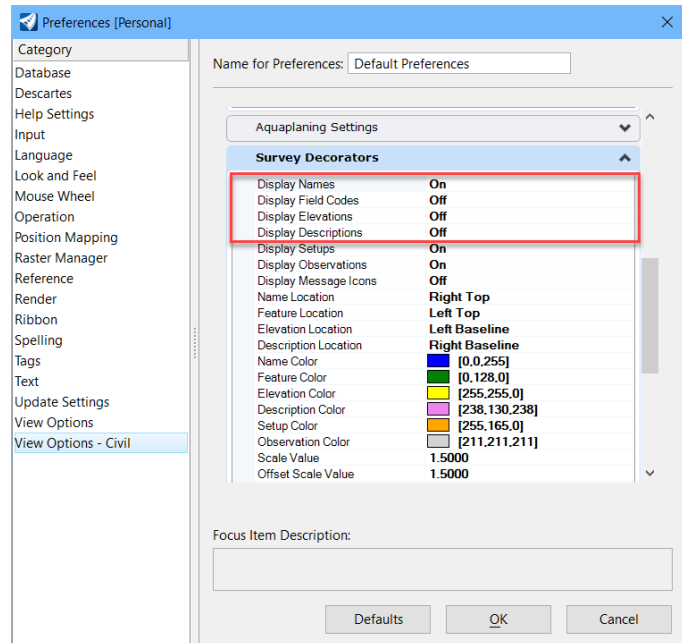 Preferences [Personal]
Category
Database
Descartes
Help Settings
Input
Language
Look and Feel
Mouse Wheel
Operation
Position Mapping
Raster Manager
Reference
Render
Ribbon
Spelling
Tags
Text
Update Settings
View Options
View Options - Civil
Name for Preferences: Default Preferences
Aquaplaning Settings
Survey Decorators
Display Names On
Display Field Codes Off
Display Elevations Off
Display Descriptions Off
Display Setups On
Display Observations On
Display Message Icons Off
Name Location Right Top
Feature Location Left Top
Elevation Location Left Baseline
Description Location Right Baseline
Name Color [0,0,255]
Feature Color [0,128,0]
Elevation Color [255,255,0]
Description Color [238,130,238]
Setup Color [255,165,0]
Observation Color [211,211,211]
Scale Value 1.5000
Offset Scale Value 1.5000
Focus Item Description:
Defaults OK Cancel